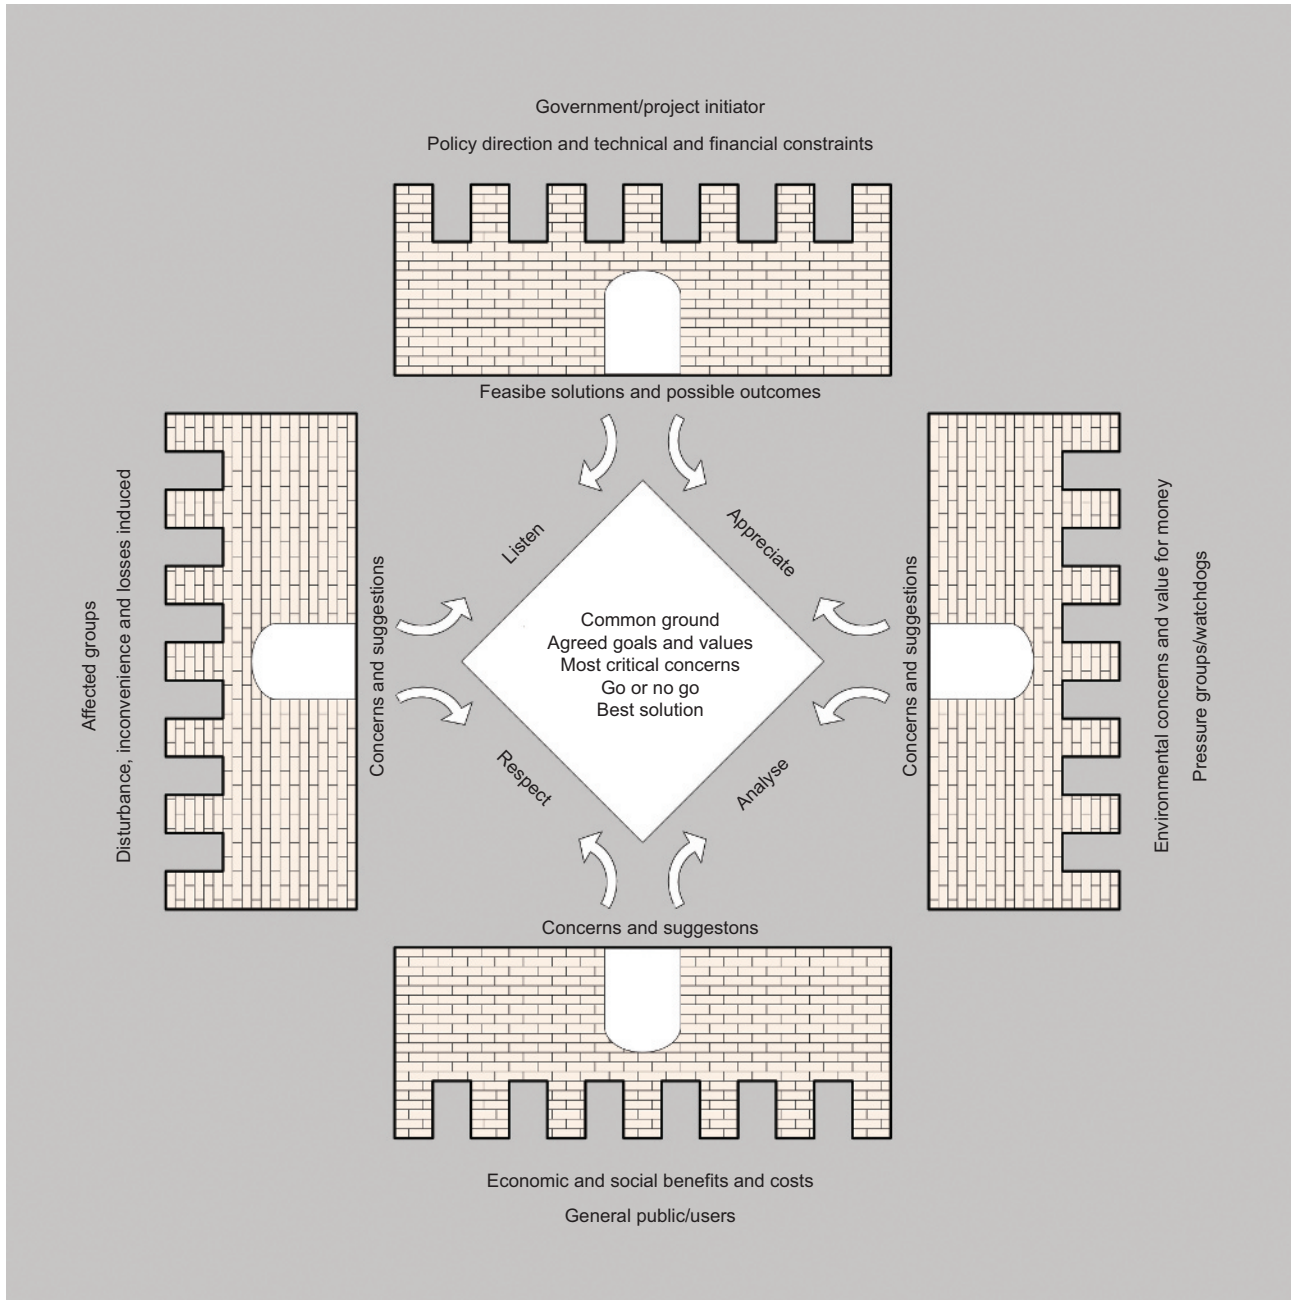 Government/project initiator
Policy direction and technical and financial constraints
Feasibe solutions and possible outcomes
Affected groups
Disturbance, inconvenience and losses induced
Concerns and suggestions
Listen
Appreciate
Common ground
Agreed goals and values
Most critical concerns
Go or no go
Best solution
Respect
Analyse
Concerns and suggestions
Environmental concerns and value for money
Pressure groups/watchdogs
Concerns and suggestons
Economic and social benefits and costs
General public/users